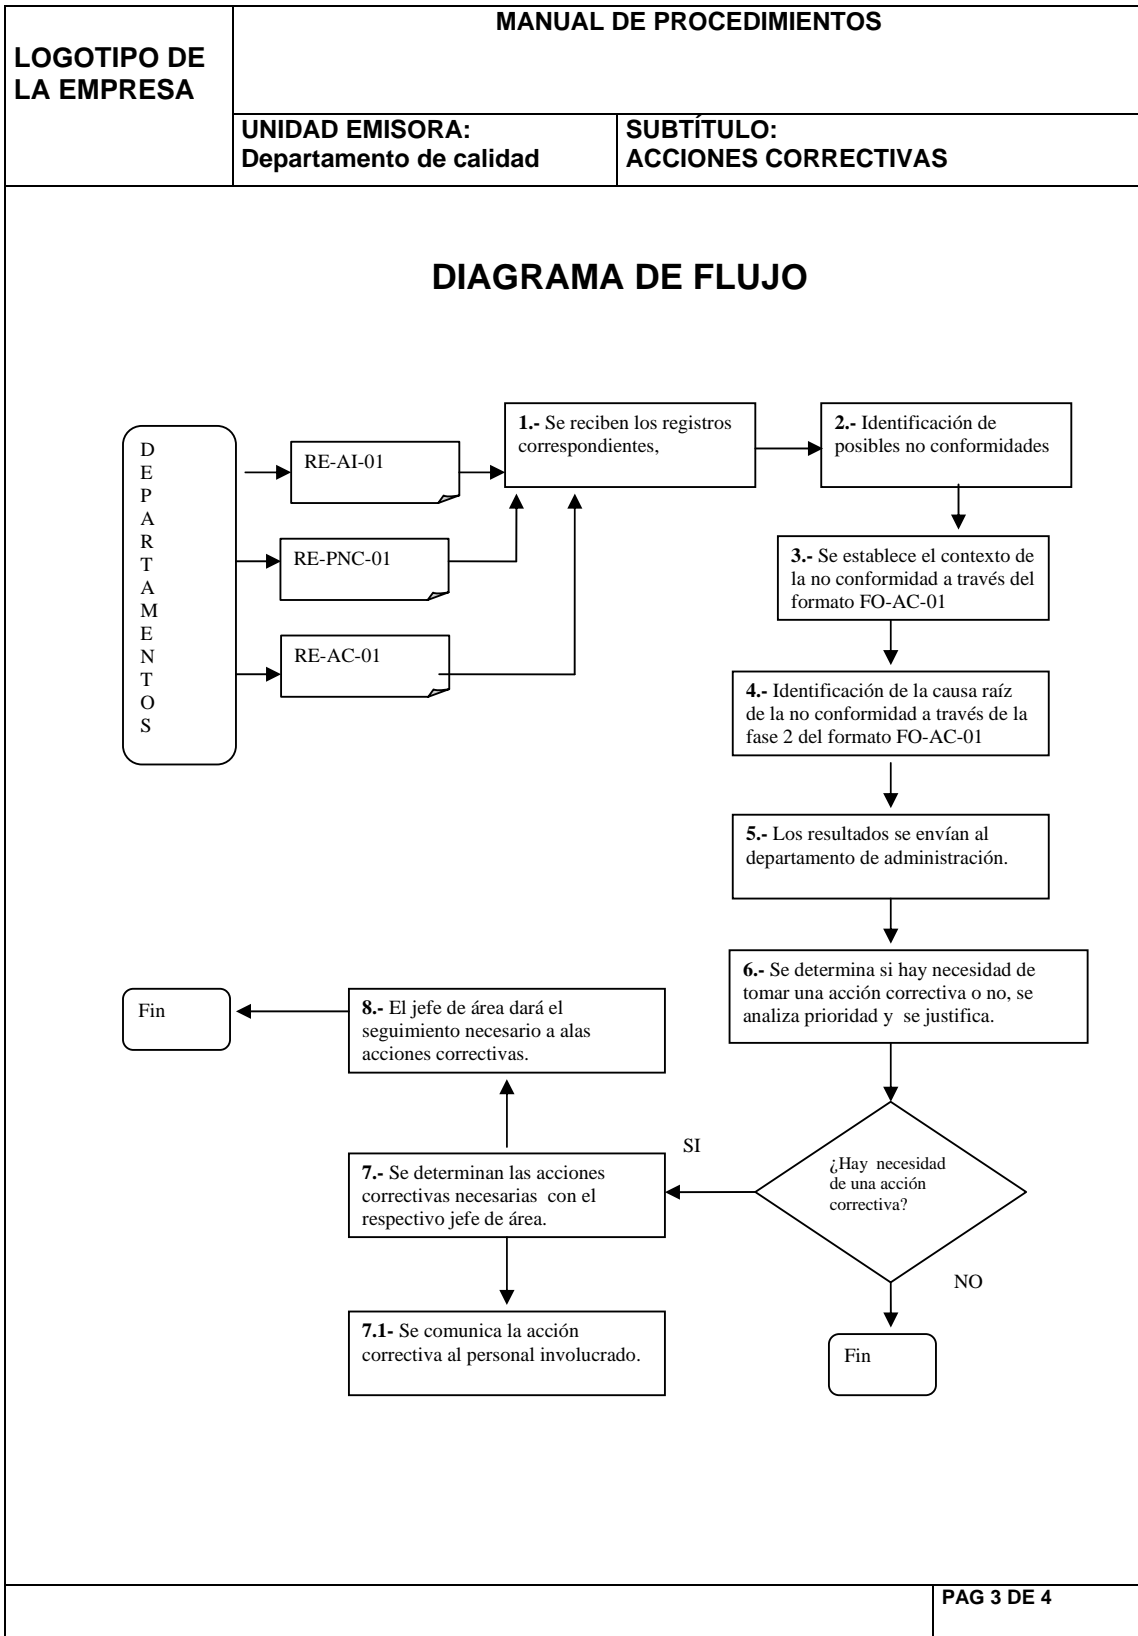 MANUAL DE PROCEDIMIENTOS
LOGOTIPO DE
LA EMPRESA
UNIDAD EMISORA:
Departamento de calidad
SUBTÍTULO:
ACCIONES CORRECTIVAS
DIAGRAMA DE FLUJO
D
E
P
A
R
T
A
M
E
N
T
O
S
RE-AI-01
RE-PNC-01
RE-AC-01
1.- Se reciben los registros
correspondientes,
2.- Identificación de
posibles no conformidades
3.- Se establece el contexto de
la no conformidad a través del
formato FO-AC-01
4.- Identificación de la causa raíz
de la no conformidad a través de la
fase 2 del formato FO-AC-01
5.- Los resultados se envían al
departamento de administración.
6.- Se determina si hay necesidad de
tomar una acción correctiva o no, se
analiza prioridad y  se justifica.
¿Hay  necesidad
de una acción
correctiva?
SI
NO
Fin
7.- Se determinan las acciones
correctivas necesarias  con el
respectivo jefe de área.
7.1- Se comunica la acción
correctiva al personal involucrado.
8.- El jefe de área dará el
seguimiento necesario a alas
acciones correctivas.
Fin
PAG 3 DE 4